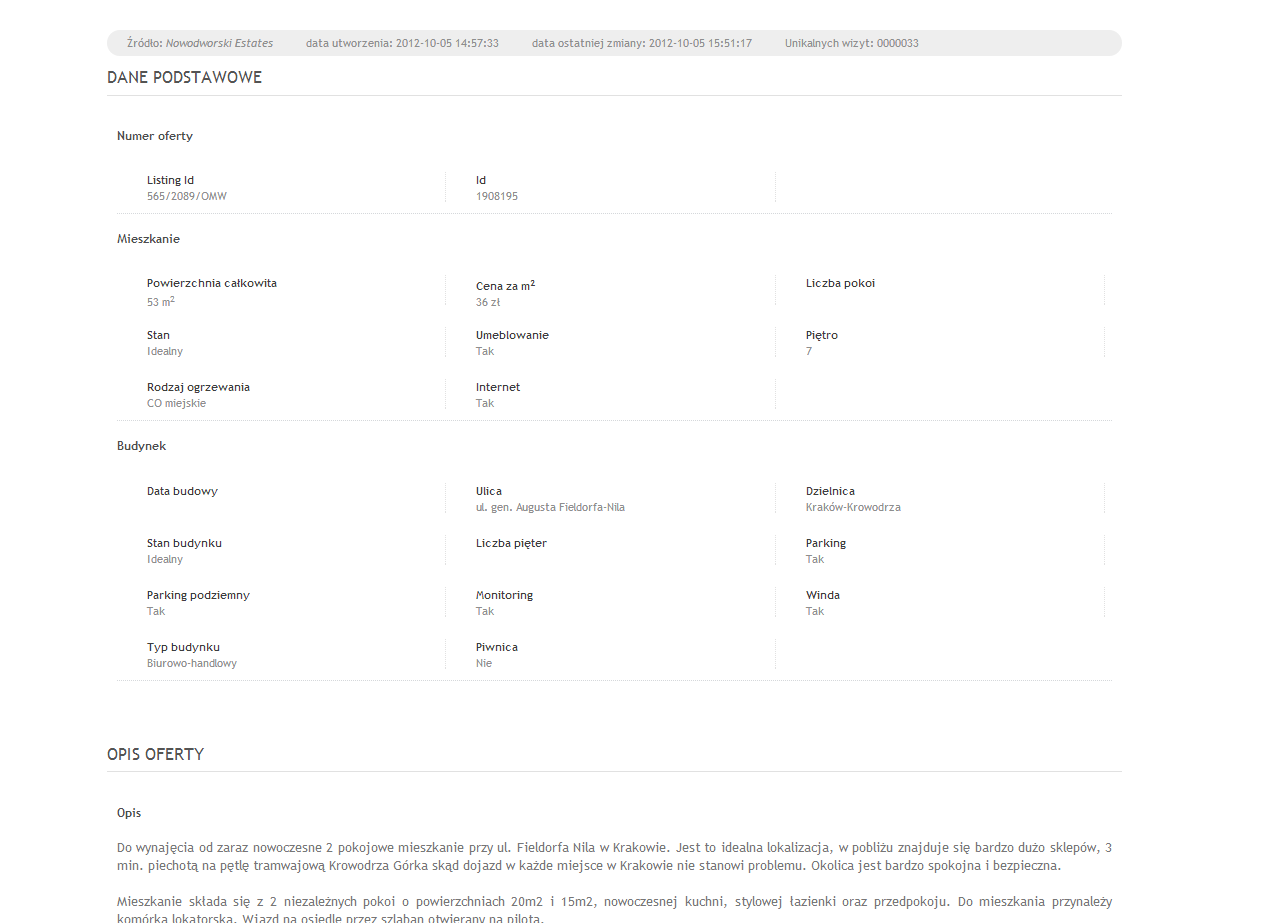 Źródło: Nowodworski Estates data utworzenia: 2012-10-05 14:57:33 data ostatniej zmiany: 2012-10-05 15:51:17 Unikalnych wizyt: 0000033
DANE PODSTAWOWE
Numer oferty
Listing Id Id
565/2089/OMW 1908195
Mieszkanie
Powierzchnia całkowita Cena za m² Liczba pokoi
53 m² 36 zł
Stan Umeblowanie Piętro
Idealny Tak 7
Rodzaj ogrzewania Internet
CO miejskie Tak
Budynek
Data budowy Ulica Dzielnica
ul. gen. Augusta Fieldorfa-Nila Kraków-Krowodrza
Stan budynku Liczba pięter Parking
Idealny Tak
Parking podziemny Monitoring Winda
Tak Tak Tak
Typ budynku Piwnica
Biurowo-handlowy Nie
OPIS OFERTY
Opis
Do wynajęcia od zaraz nowoczesne 2 pokojowe mieszkanie przy ul. Fieldorfa Nila w Krakowie. Jest to idealna lokalizacja, w pobliżu znajduje się bardzo dużo sklepów, 3
min. piechotą na pętlę tramwajową Krowodrza Górka skąd dojazd w każde miejsce w Krakowie nie stanowi problemu. Okolica jest bardzo spokojna i bezpieczna.
Mieszkanie składa się z 2 niezależnych pokoi o powierzchniach 20m2 i 15m2, nowoczesnej kuchni, stylowej łazienki oraz przedpokoju. Do mieszkania przynależy
komórka lokatorska. Wjazd na osiedle przez szlaban otwierany na pilota.